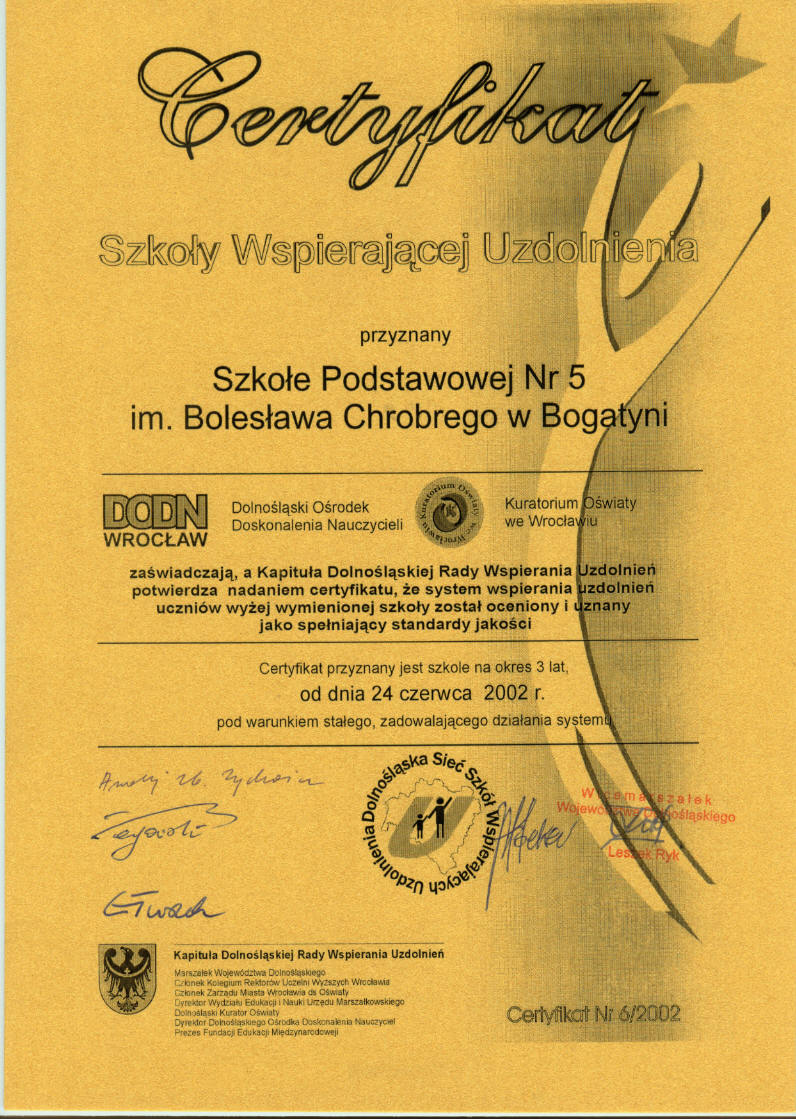 Certyfikat
Szkoły Wspierającej Uzdolnienia
przyznany
Szkole Podstawowej Nr 5
im. Bolesława Chrobrego w Bogatyni
DODN
WROCŁAW
Dolnośląski Ośrodek
Doskonalenia Nauczycieli
Kuratorium Oświaty we Wrocławiu
Kuratorium Oświaty
we Wrocławiu
zaświadczają, a Kapituła Dolnośląskiej Rady Wspierania Uzdolnień
potwierdza nadaniem certyfikatu, że system wspierania uzdolnień
uczniów wyżej wymienionej szkoły został oceniony i uznany
jako spełniający standardy jakości
Certyfikat przyznany jest szkole na okres 3 lat,
od dnia 24 czerwca 2002 r.
pod warunkiem stałego, zadowalającego działania systemu.
Dolnośląska Sieć Szkół Wspierających Uzdolnienia
Wicemarszałek
Województwa Dolnośląskiego
Leszek Ryk
Kapituła Dolnośląskiej Rady Wspierania Uzdolnień
Marszałek Województwa Dolnośląskiego
Członek Kolegium Rektorów Uczelni Wyższych Wrocławia
Członek Zarządu Miasta Wrocławia ds Oświaty
Dyrektor Wydziału Edukacji i Nauki Urzędu Marszałkowskiego
Dolnośląski Kurator Oświaty
Dyrektor Dolnośląskiego Ośrodka Doskonalenia Nauczyciel
Prezes Fundacji Edukacji Międzynarodowej
Certyfikat Nr 6/2002